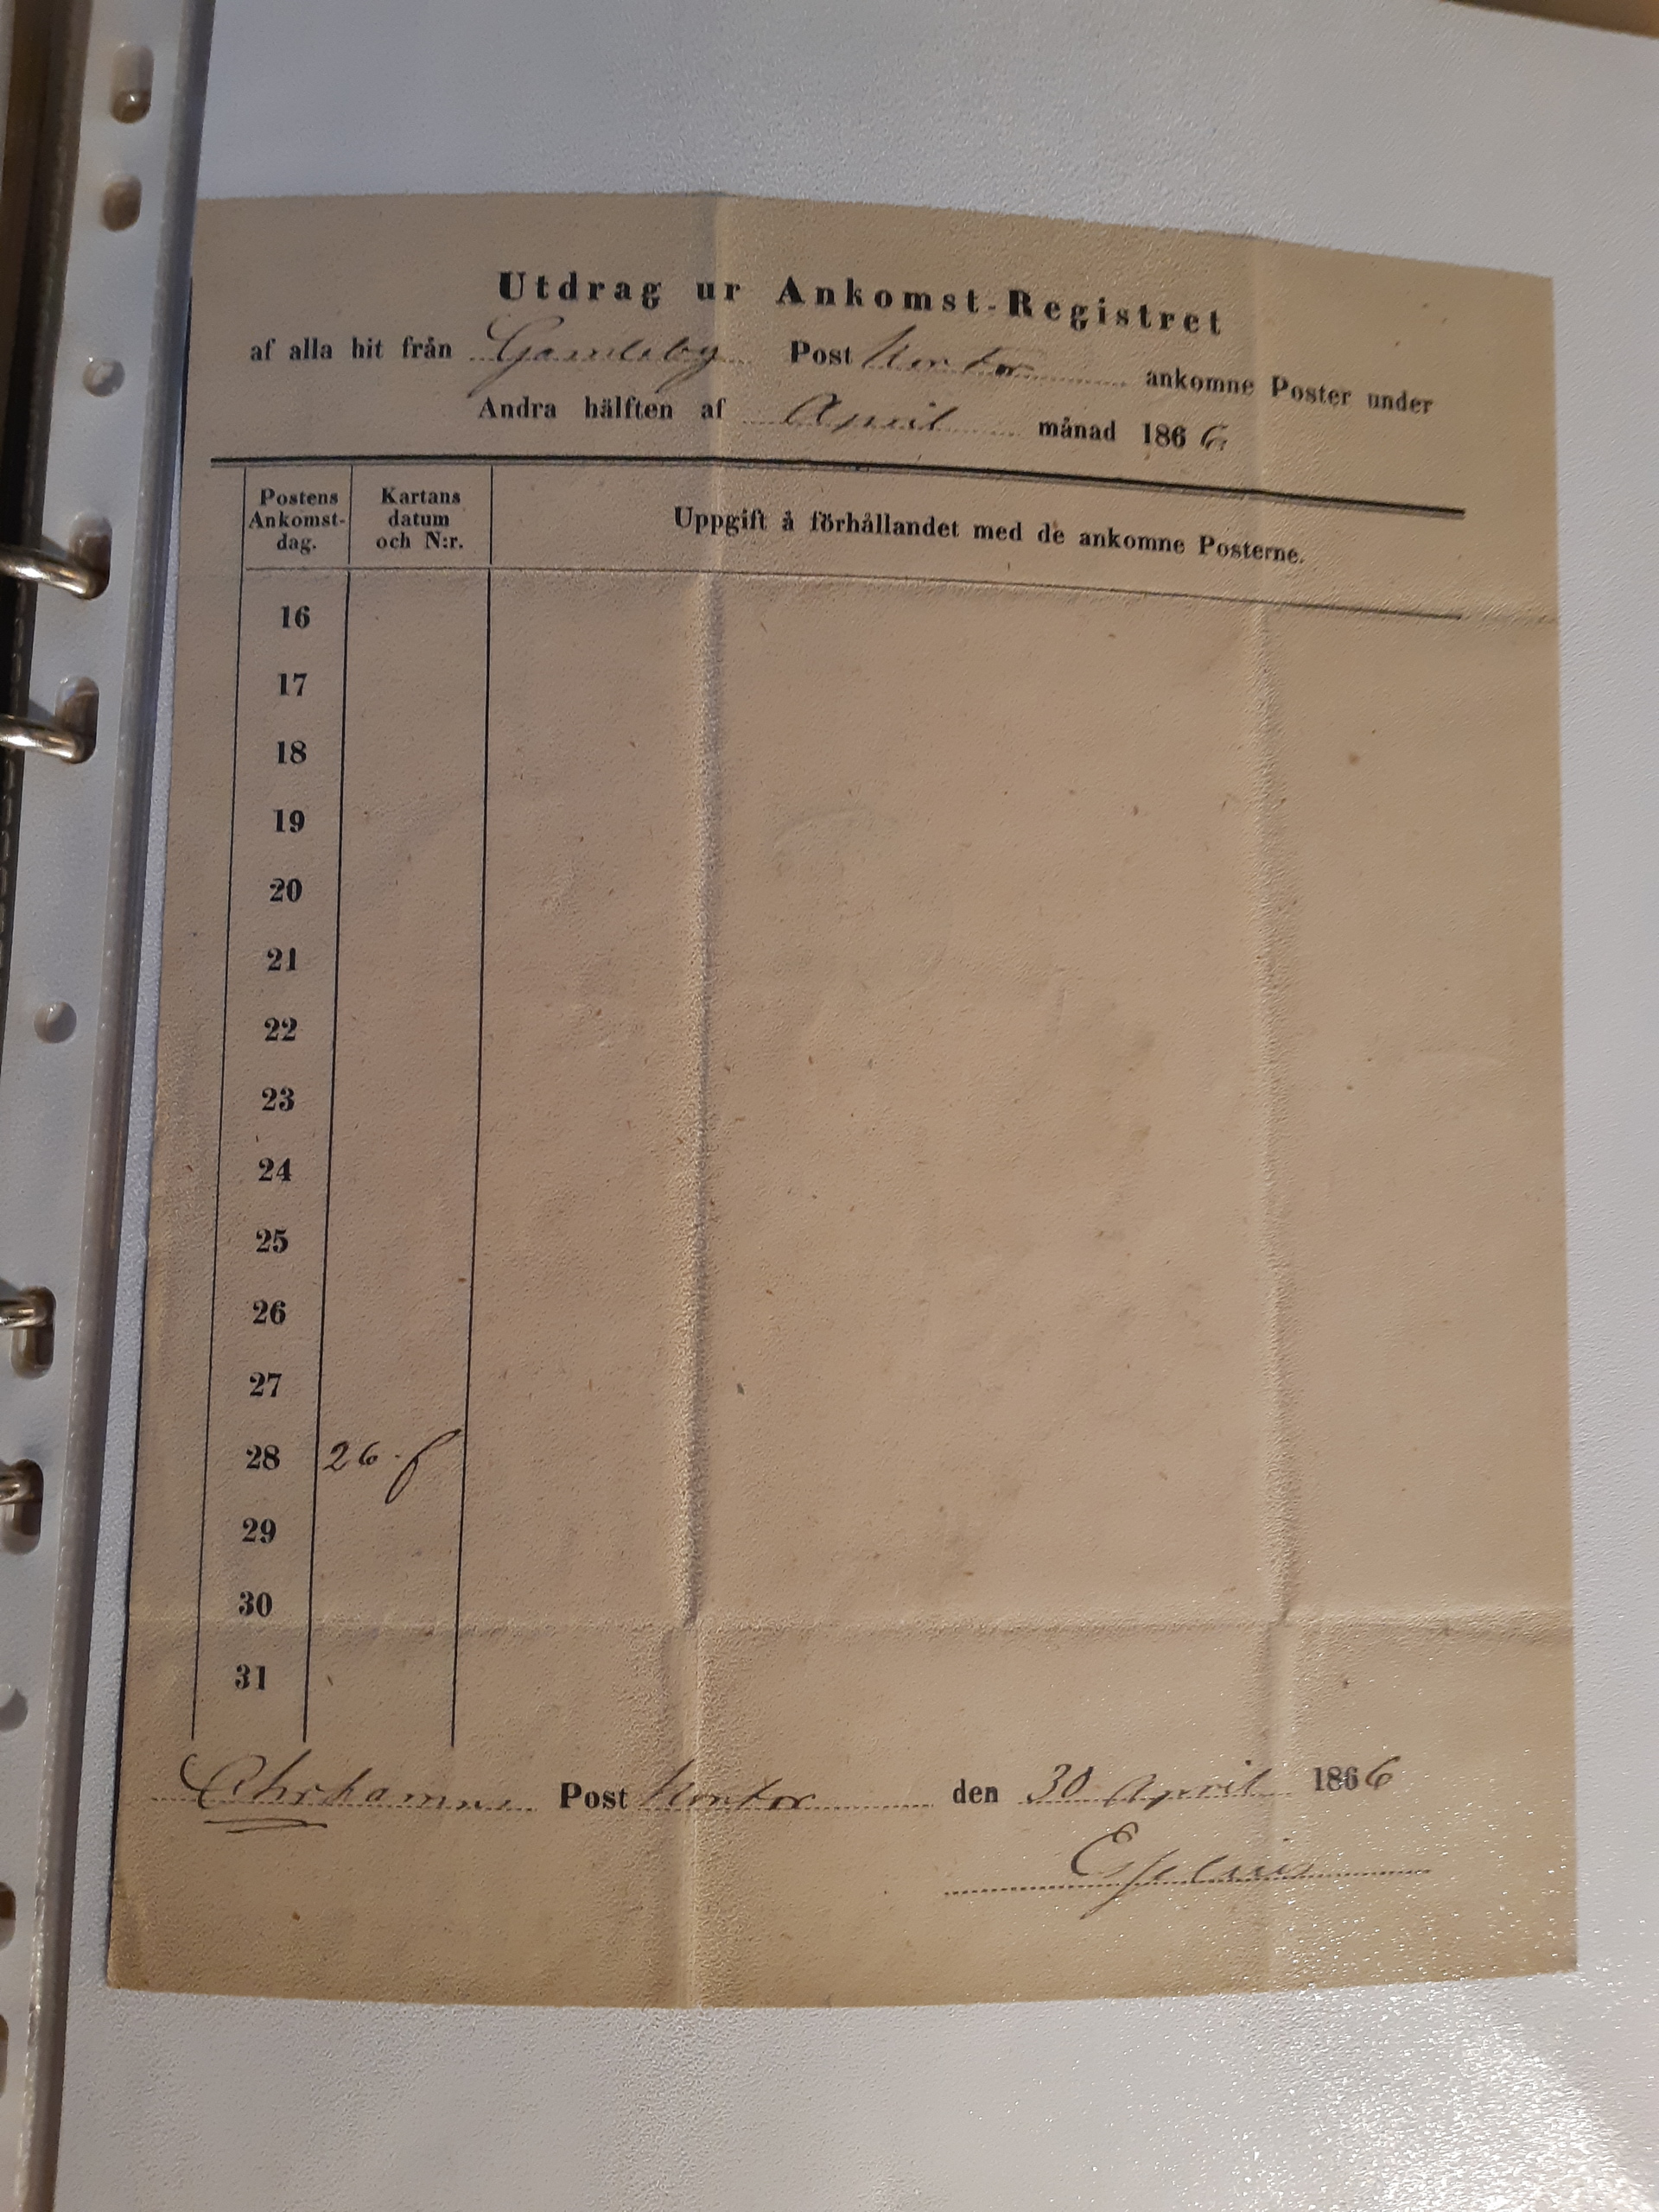 Utdrag ur Ankomst-Registret
af alla hit från Gamleby Post kontor ankomne Poster under
Andra hälften af April månad 1866
Postens Ankomst- dag.
Kartans datum och N:r.
Uppgift å förhållandet med de ankomne Posterne.
16
17
18
19
20
21
22
23
24
25
26
27
28 26.
29
30
31
Post kontor den 30 April 1866